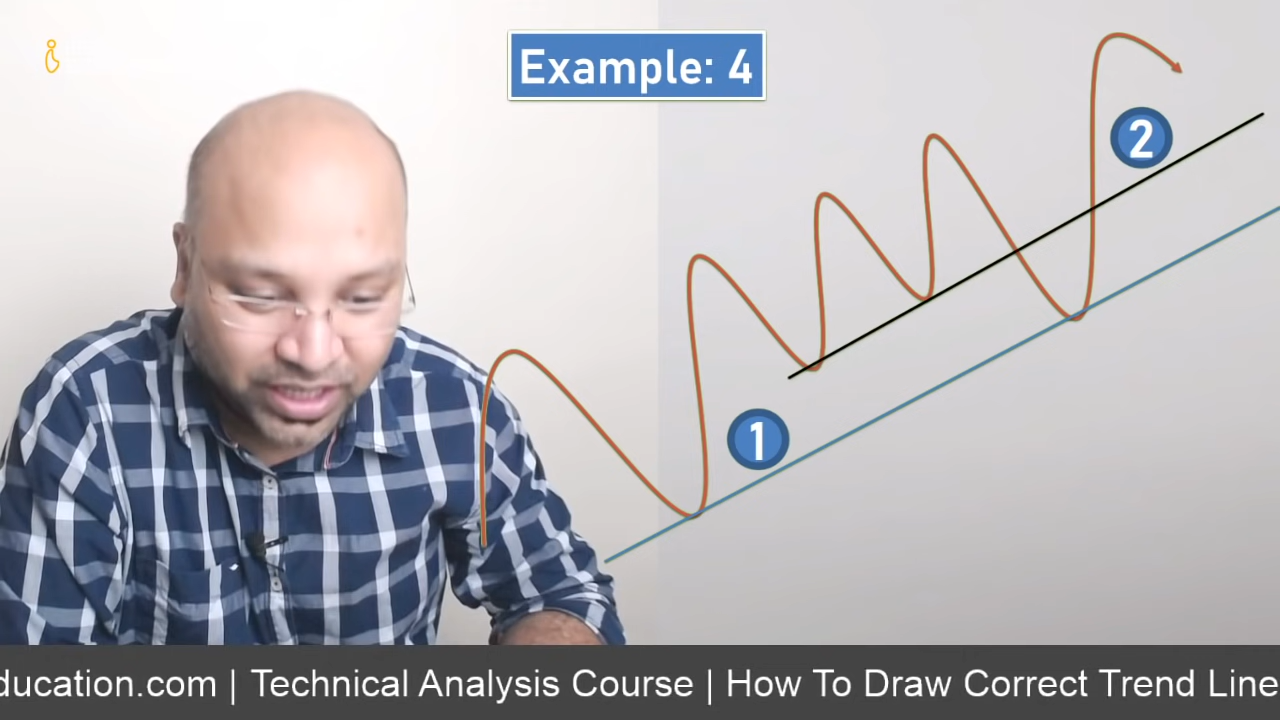 Example: 4
2
1
ducation.com | Technical Analysis Course | How To Draw Correct Trend Line